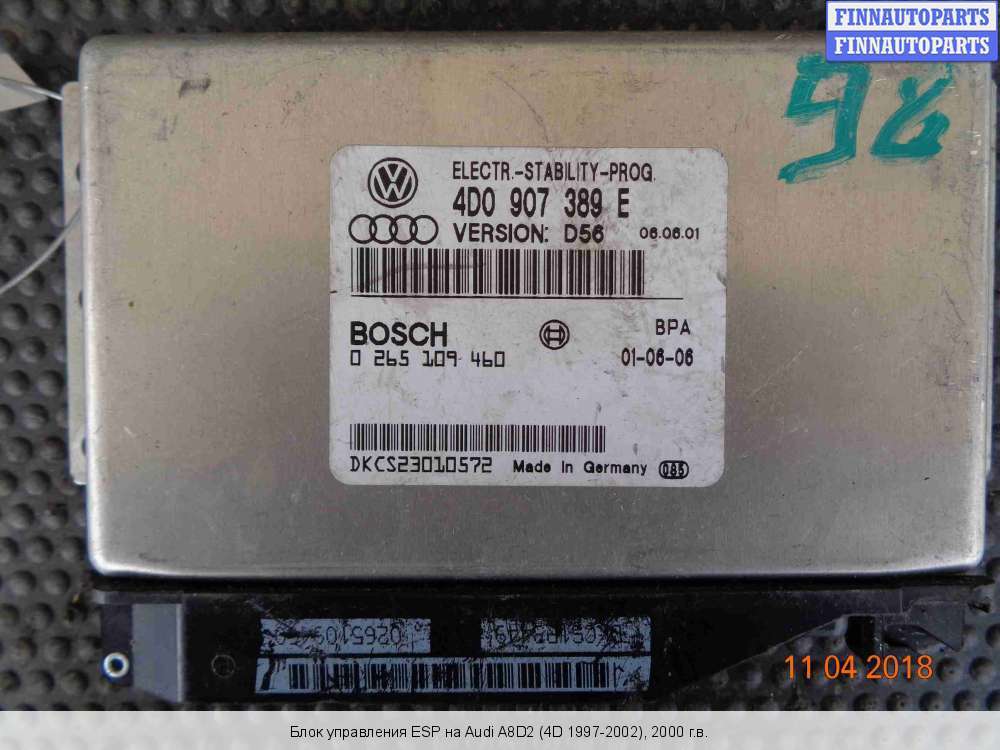 FINNAUTOPARTS
FINNAUTOPARTS
98
ELECTR.-STABILITY-PROG.
4D0 907 389 E
VERSION: D56 06.06.01
BOSCH BPA
0 265 109 460 01-06-06
DKCS23010572 Made in Germany 085
11 04 2018
Блок управления ESP на Audi A8D2 (4D 1997-2002), 2000 г.в.